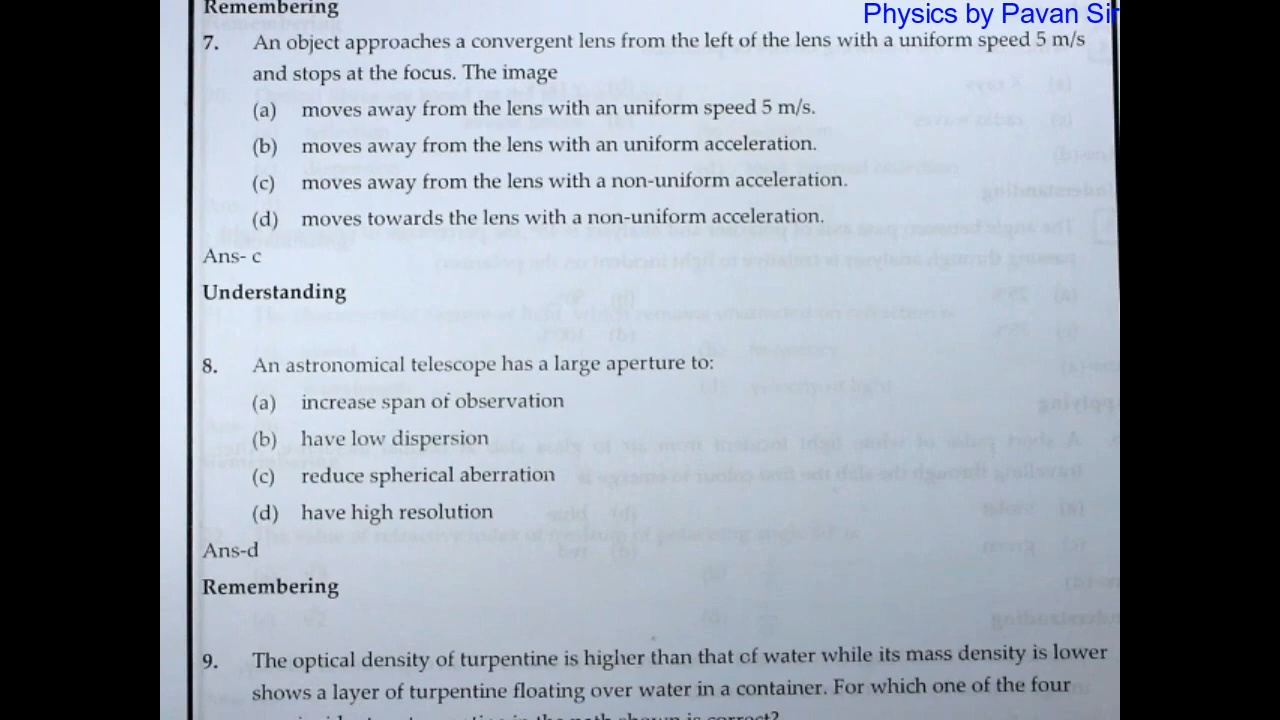 Remembering
Physics by Pavan Sir
7. An object approaches a convergent lens from the left of the lens with a uniform speed 5 m/s
and stops at the focus. The image
(a) moves away from the lens with an uniform speed 5 m/s.
(b) moves away from the lens with an uniform acceleration.
(c) moves away from the lens with a non-uniform acceleration.
(d) moves towards the lens with a non-uniform acceleration.
Ans- c
Understanding
8. An astronomical telescope has a large aperture to:
(a) increase span of observation
(b) have low dispersion
(c) reduce spherical aberration
(d) have high resolution
Ans-d
Remembering
9. The optical density of turpentine is higher than that of water while its mass density is lower
shows a layer of turpentine floating over water in a container. For which one of the four
correct?